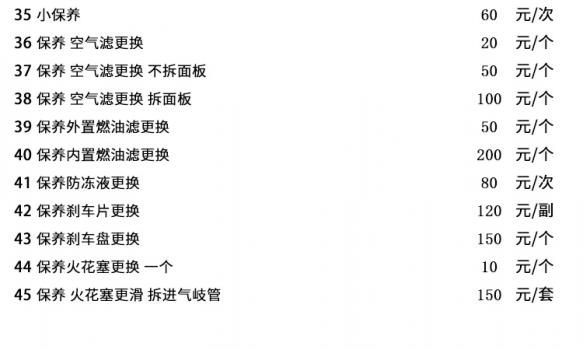 35 小保养 60 元/次
36 保养 空气滤更换 20 元/个
37 保养 空气滤更换 不拆面板 50 元/个
38 保养 空气滤更换 拆面板 100 元/个
39 保养外置燃油滤更换 50 元/个
40 保养内置燃油滤更换 200 元/个
41 保养防冻液更换 80 元/次
42 保养刹车片更换 120 元/副
43 保养刹车盘更换 150 元/个
44 保养火花塞更换 一个 10 元/个
45 保养 火花塞更滑 拆进气岐管 150 元/套